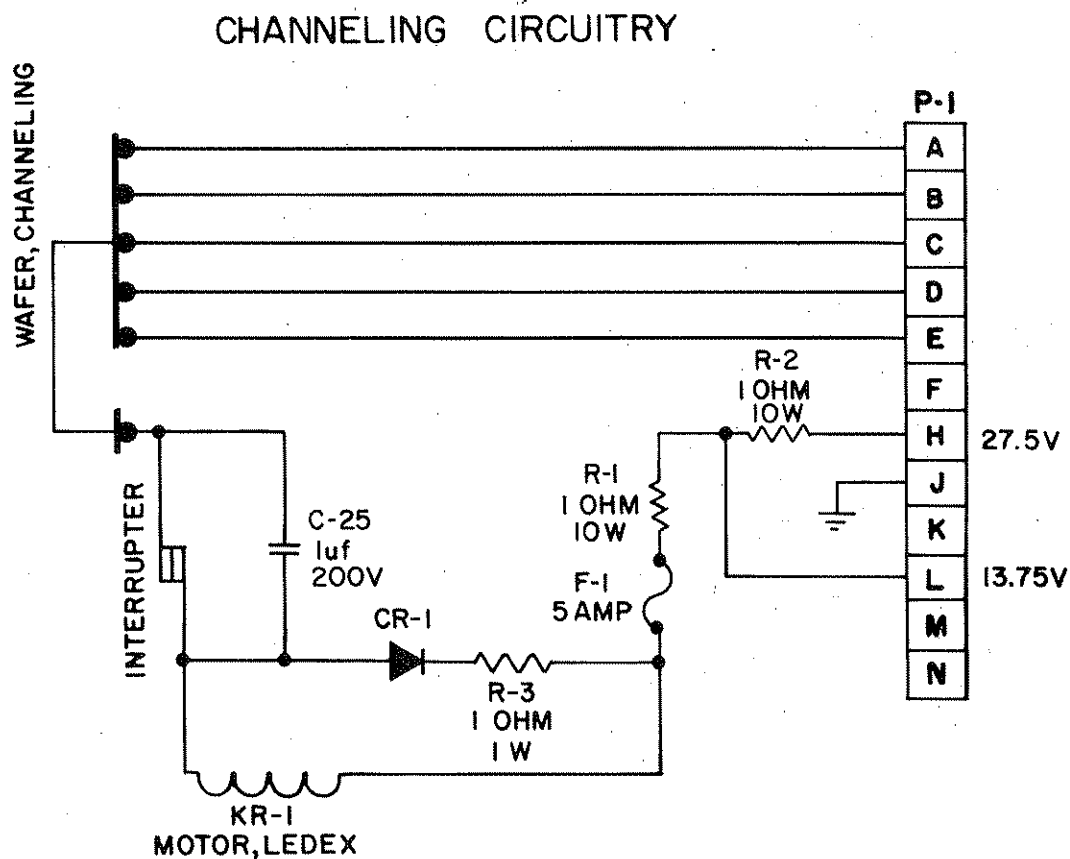 CHANNELING CIRCUITRY
WAFER, CHANNELING
P-1
A
B
C
D
E
F
H
J
K
L
M
N
27.5V
13.75V
R-2
1 OHM
10W
R-1
1 OHM
10W
F-1
5 AMP
INTERRUPTER
C-25
1uf
200V
CR-1
R-3
1 OHM
1 W
KR-1
MOTOR, LEDEX